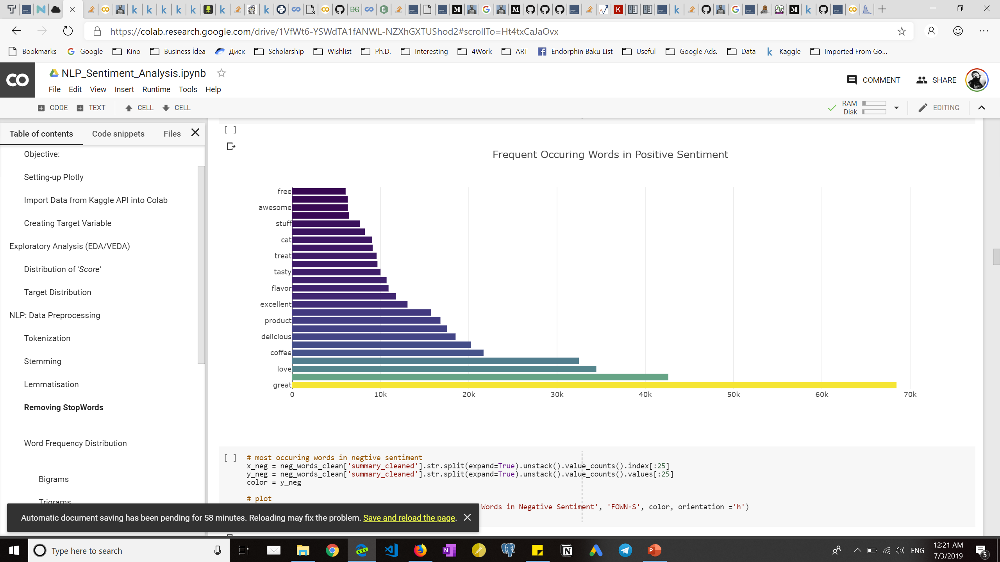 https://colab.research.google.com/drive/1VfWt6-YSWdTA1fANWL-NZXhGXTUShod2#scrollTo=Ht4txCaJaOvx
Bookmarks Google Kino Business İdea Диск Scholarship Wishlist Ph.D. Interesting 4Work ART Endorphin Baku List Useful Google Ads. Data Kaggle Imported From Go...
NLP_Sentiment_Analysis.ipynb
COMMENT SHARE
File Edit View Insert Runtime Tools Help
CODE TEXT CELL CELL
RAM
Disk
EDITING
Table of contents Code snippets Files
Objective:
Setting-up Plotly
Import Data from Kaggle API into Colab
Creating Target Variable
Exploratory Analysis (EDA/VEDA)
Distribution of 'Score'
Target Distribution
NLP: Data Preprocessing
Tokenization
Stemming
Lemmatisation
Removing StopWords
Word Frequency Distribution
Bigrams
Trigrams
[ ]
Frequent Occuring Words in Positive Sentiment
free
awesome
stuff
cat
treat
tasty
flavor
excellent
product
delicious
coffee
love
great
0 10k 20k 30k 40k 50k 60k 70k
[ ] # most occuring words in negtive sentiment
x_neg = neg_words_clean['summary_cleaned'].str.split(expand=True).unstack().value_counts().index[:25]
y_neg = neg_words_clean['summary_cleaned'].str.split(expand=True).unstack().value_counts().values[:25]
color = y_neg
# plot
Words in Negative Sentiment', 'FOWN-S', color, orientation ='h')
Automatic document saving has been pending for 58 minutes. Reloading may fix the problem. Save and reload the page.
Type here to search
DEV
ENG
12:21 AM
7/3/2019
5